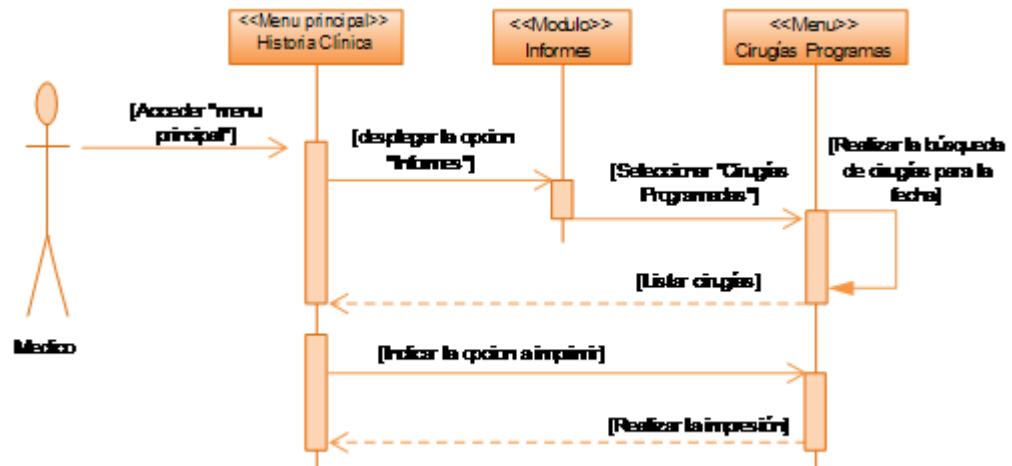 <<Menu principal>>
Historia Clínica
<<Modulo>>
Informes
<<Menu>>
Cirugías Programas
[Acceder "menu
principal"]
[desplegar la opcion
"Informes"]
[Seleccionar "Cirugías
Programadas"]
[Realizar la búsqueda
de cirugías para la
fecha]
[Listar cirugías]
Medico
[Indicar la opcion a imprimir]
[Realizar la impresión]